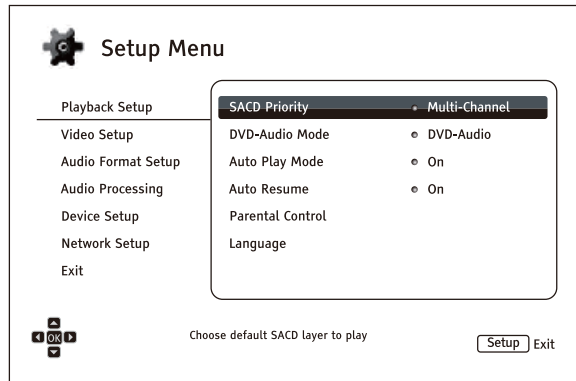 Setup Menu
Playback Setup
Video Setup
Audio Format Setup
Audio Processing
Device Setup
Network Setup
Exit
SACD Priority Multi-Channel
DVD-Audio Mode DVD-Audio
Auto Play Mode On
Auto Resume On
Parental Control
Language
OK
Choose default SACD layer to play
Setup Exit